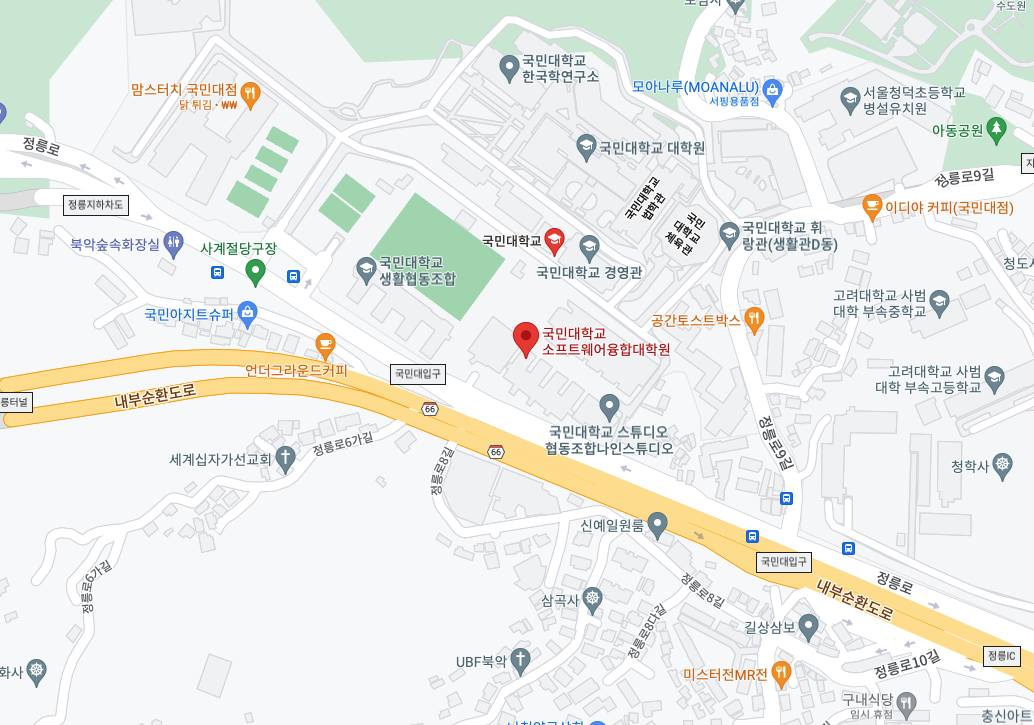 수도원
국민대학교
한국학연구소
모아나루(MOANALU)
서핑용품점
서울청덕초등학교
병설유치원
맘스터치 국민대점
닭 튀김 · ₩₩
아동공원
정릉로
국민대학교 대학원
정릉로9길
국민대학교
법학관
정릉지하차도
이디야 커피(국민대점)
국민
대학교
체육관
국민대학교 휘
랑관(생활관D동)
북악숲속화장실
사계절당구장
국민대학교
국민대학교 경영관
국민대학교
생활협동조합
청도시
고려대학교 사범
대학 부속중학교
국민아지트슈퍼
공간토스트박스
국민대학교
소프트웨어융합대학원
언더그라운드커피
국민대입구
고려대학교 사범
대학 부속고등학교
릉터널
내부순환도로
66
국민대학교 스튜디오
협동조합나인스튜디오
정릉로6가길
정릉로9길
66
세계십자가선교회
정릉로8길
청학사
신예일원룸
국민대입구
정릉로6가길
정릉로8길
내부순환도로
정릉로
삼곡사
정릉로8다길
길상삼보
UBF북악
정릉로10길
정릉IC
화사
미스터전MR전
구내식당
임시 휴점
충신아트